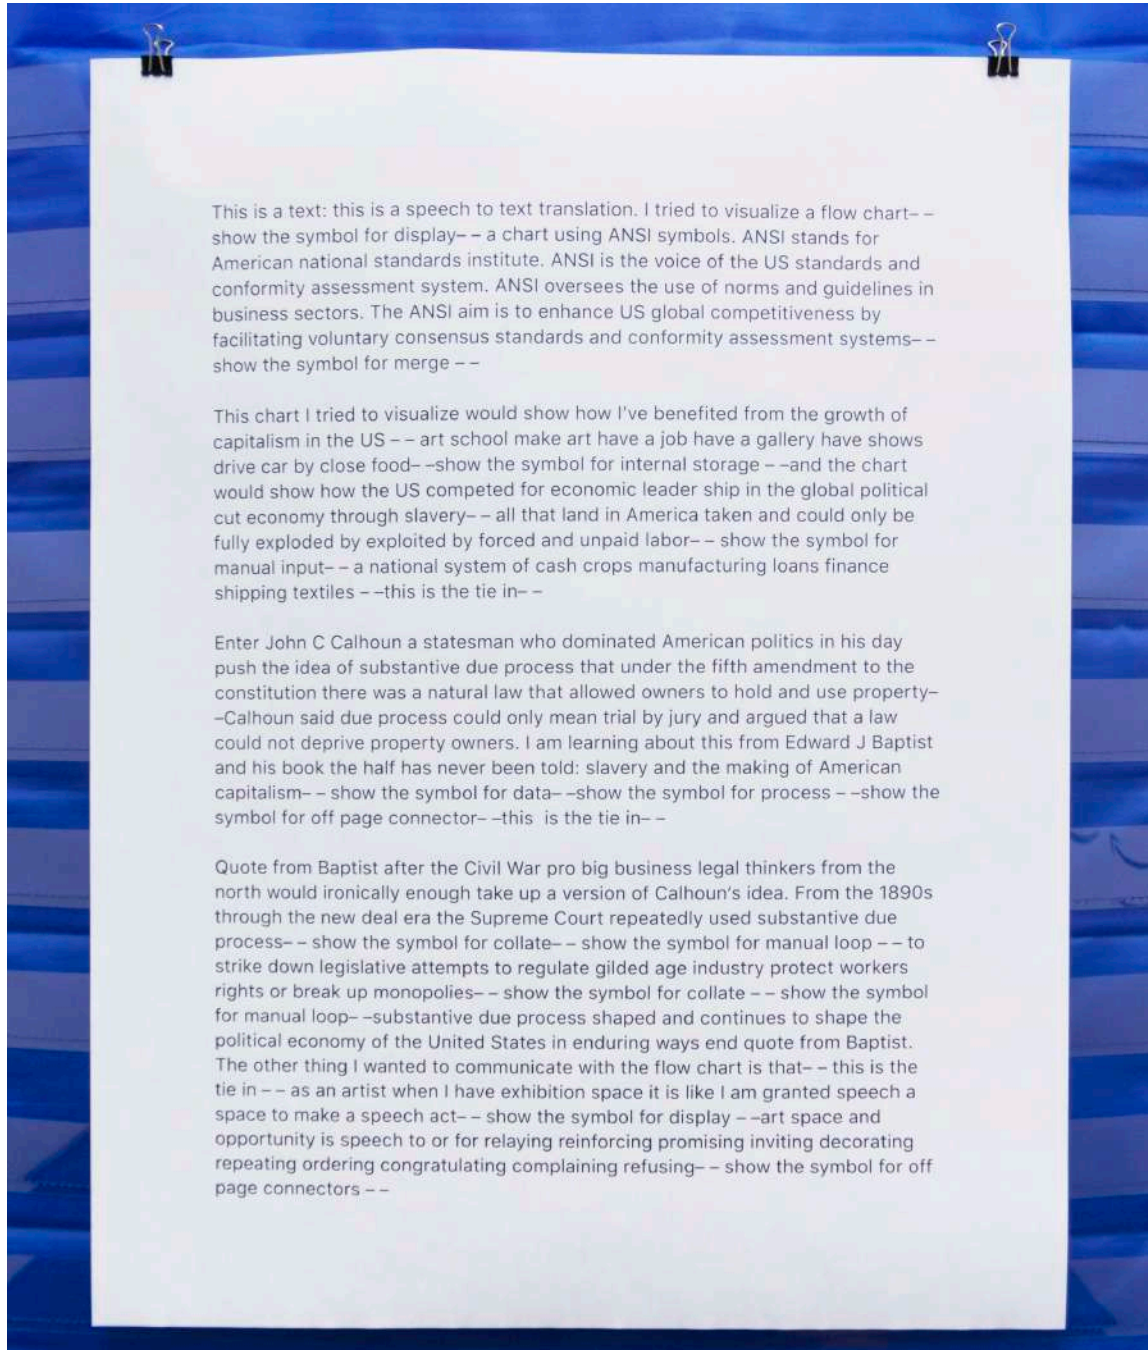 This is a text: this is a speech to text translation. I tried to visualize a flow chart– –
show the symbol for display– – a chart using ANSI symbols. ANSI stands for
American national standards institute. ANSI is the voice of the US standards and
conformity assessment system. ANSI oversees the use of norms and guidelines in
business sectors. The ANSI aim is to enhance US global competitiveness by
facilitating voluntary consensus standards and conformity assessment systems– –
show the symbol for merge – –
This chart I tried to visualize would show how I've benefited from the growth of
capitalism in the US – – art school make art have a job have a gallery have shows
drive car by close food– –show the symbol for internal storage – –and the chart
would show how the US competed for economic leader ship in the global political
cut economy through slavery– – all that land in America taken and could only be
fully exploded by exploited by forced and unpaid labor– – show the symbol for
manual input– – a national system of cash crops manufacturing loans finance
shipping textiles – –this is the tie in– –
Enter John C Calhoun a statesman who dominated American politics in his day
push the idea of substantive due process that under the fifth amendment to the
constitution there was a natural law that allowed owners to hold and use property–
–Calhoun said due process could only mean trial by jury and argued that a law
could not deprive property owners. I am learning about this from Edward J Baptist
and his book the half has never been told: slavery and the making of American
capitalism– – show the symbol for data– –show the symbol for process – –show the
symbol for off page connector– –this  is the tie in– –
Quote from Baptist after the Civil War pro big business legal thinkers from the
north would ironically enough take up a version of Calhoun's idea. From the 1890s
through the new deal era the Supreme Court repeatedly used substantive due
process– – show the symbol for collate– – show the symbol for manual loop – – to
strike down legislative attempts to regulate gilded age industry protect workers
rights or break up monopolies– – show the symbol for collate – – show the symbol
for manual loop– –substantive due process shaped and continues to shape the
political economy of the United States in enduring ways end quote from Baptist.
The other thing I wanted to communicate with the flow chart is that– – this is the
tie in – – as an artist when I have exhibition space it is like I am granted speech a
space to make a speech act– – show the symbol for display – –art space and
opportunity is speech to or for relaying reinforcing promising inviting decorating
repeating ordering congratulating complaining refusing– – show the symbol for off
page connectors – –